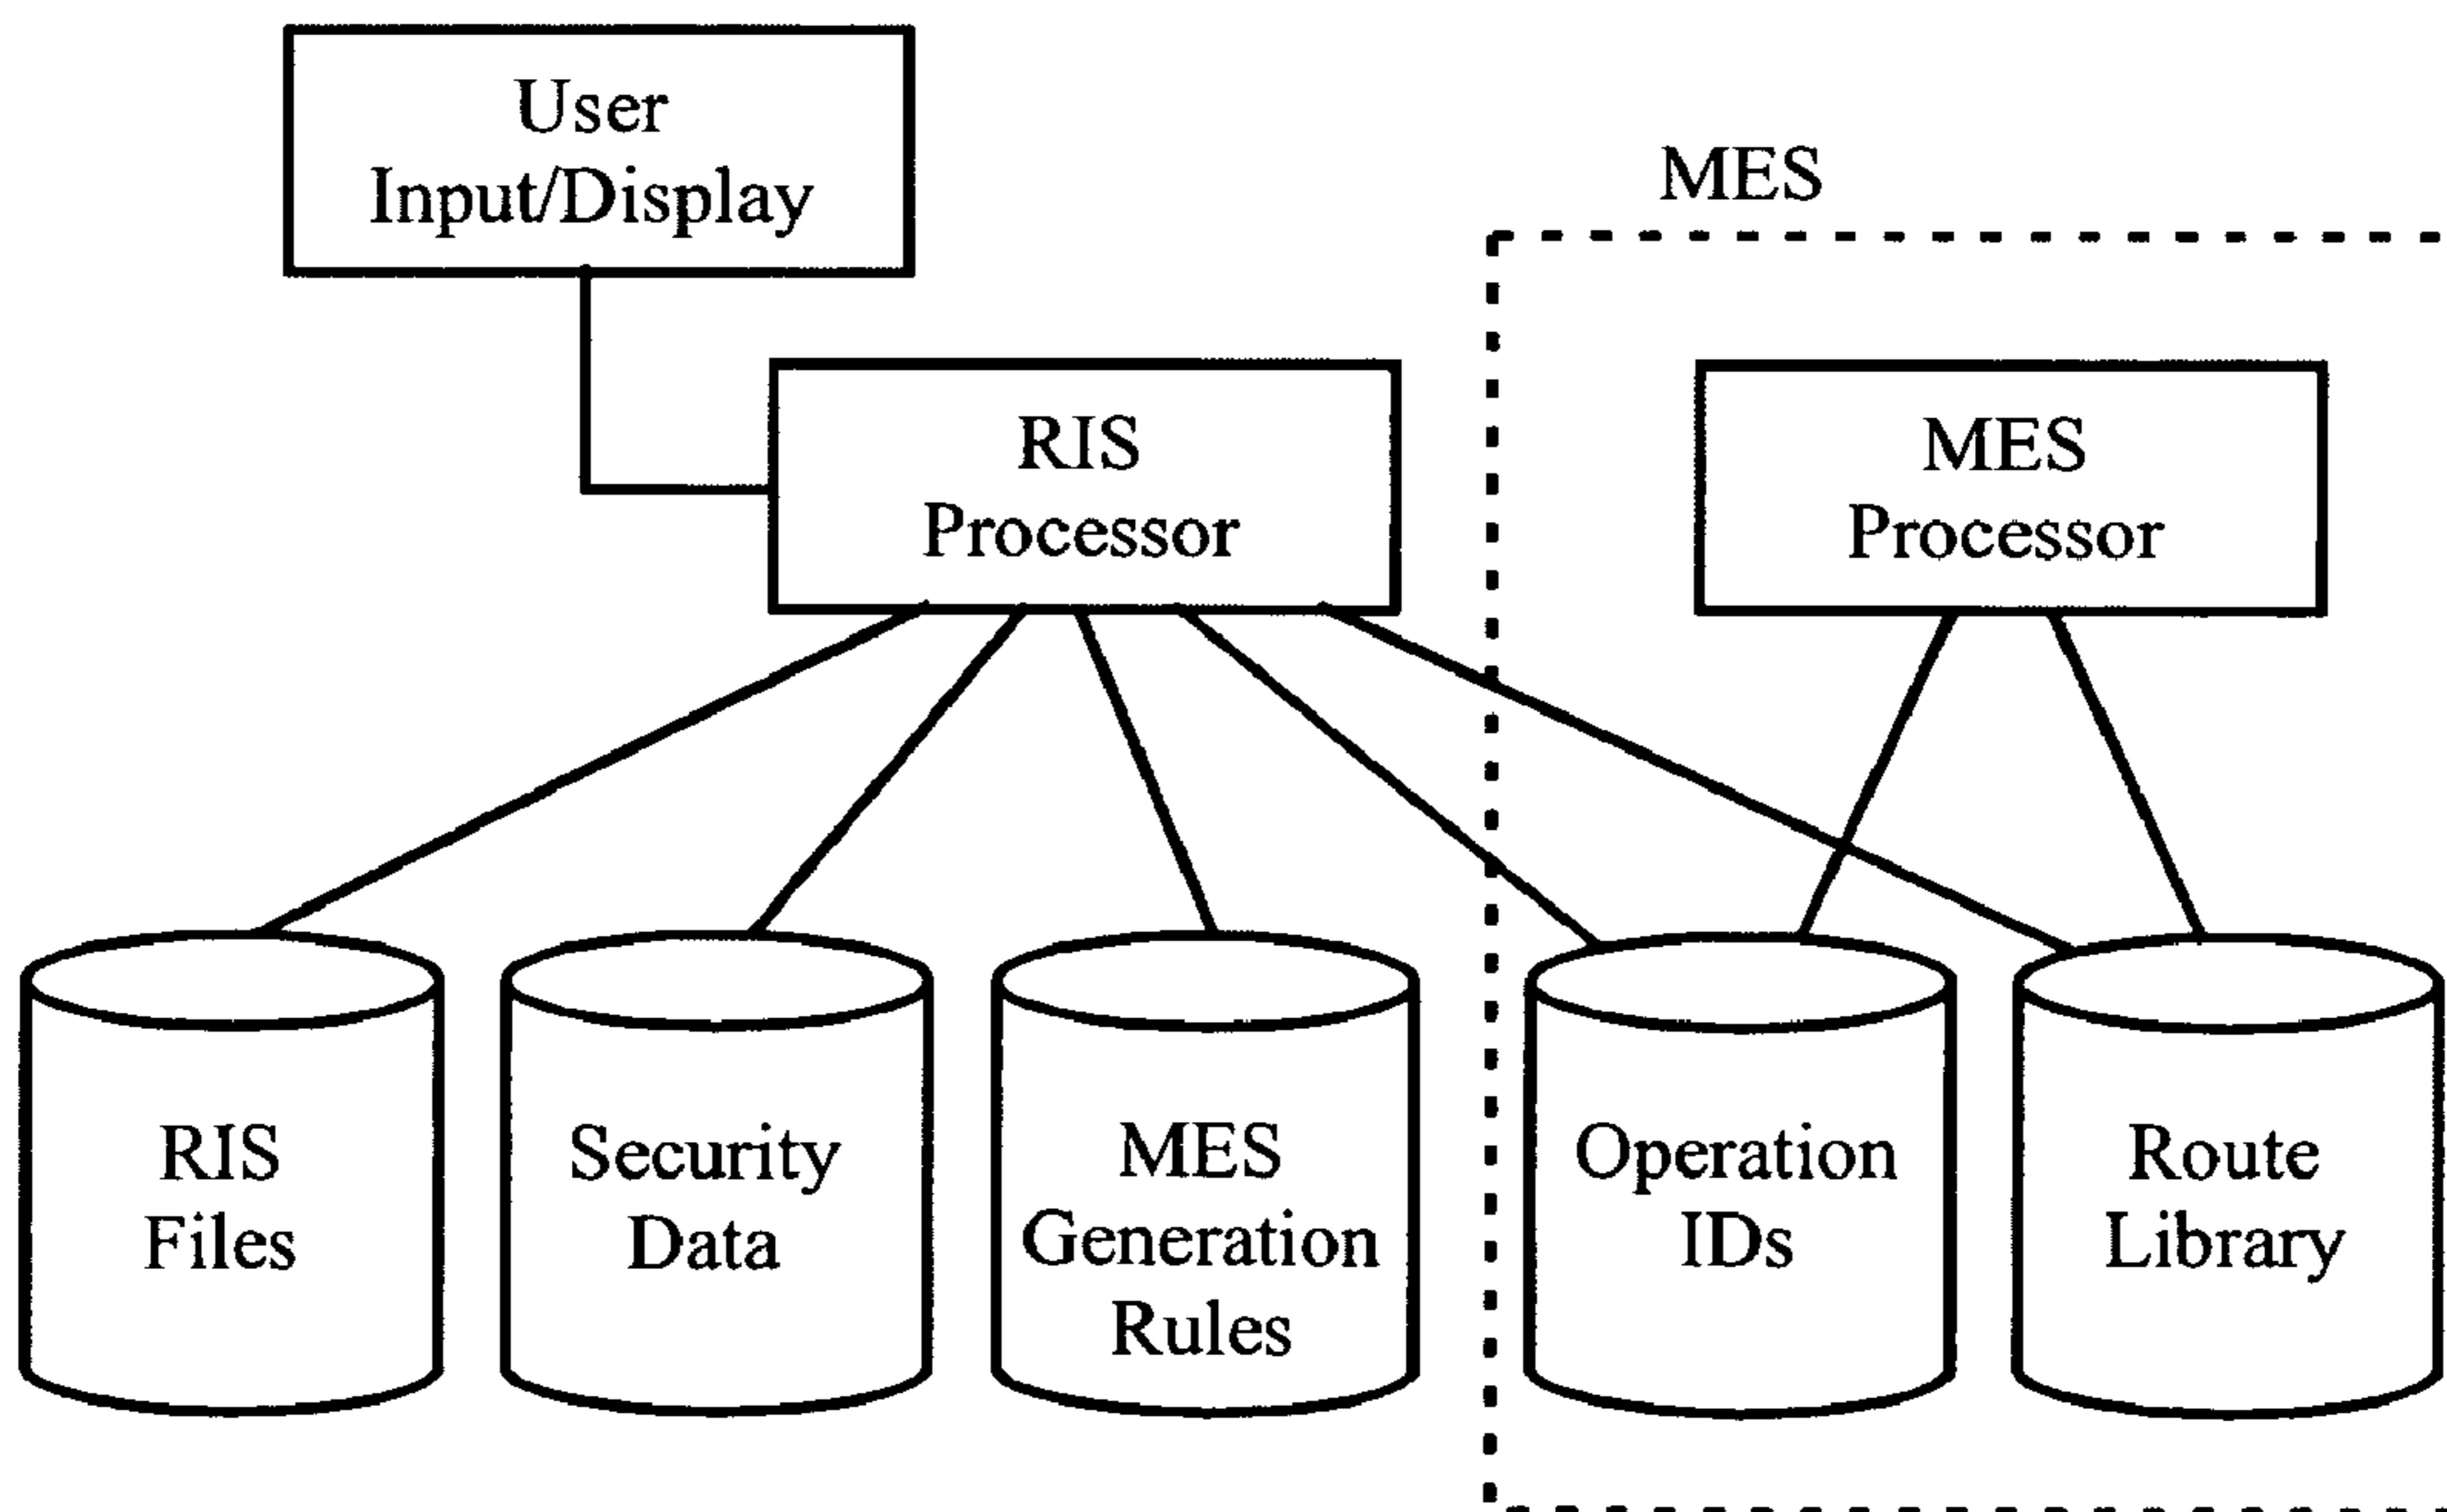 User
Input/Display
MES
RIS
Processor
MES
Processor
RIS
Files
Security
Data
MES
Generation
Rules
Operation
IDs
Route
Library